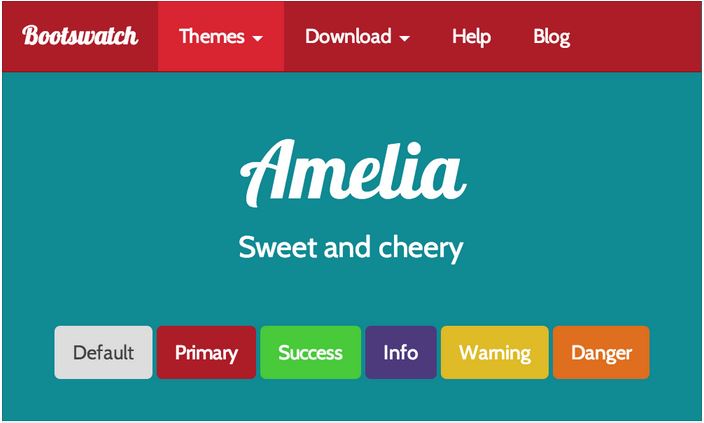 Bootswatch Themes Download Help Blog
Amelia
Sweet and cheery
Default Primary Success Info Warning Danger